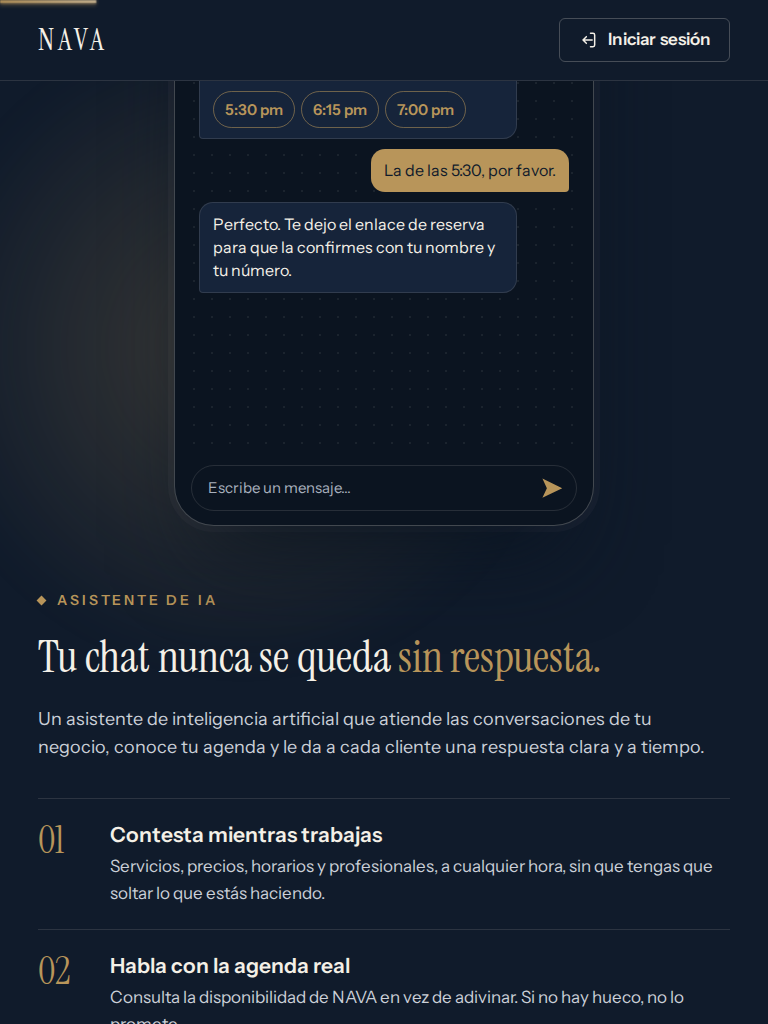 NAVA
Iniciar sesión
5:30 pm
6:15 pm
7:00 pm
La de las 5:30, por favor.
Perfecto. Te dejo el enlace de reserva
para que la confirmes con tu nombre y
tu número.
Escribe un mensaje...
ASISTENTE DE IA
Tu chat nunca se queda sin respuesta.
Un asistente de inteligencia artificial que atiende las conversaciones de tu
negocio, conoce tu agenda y le da a cada cliente una respuesta clara y a tiempo.
01
Contesta mientras trabajas
Servicios, precios, horarios y profesionales, a cualquier hora, sin que tengas que
soltar lo que estás haciendo.
02
Habla con la agenda real
Consulta la disponibilidad de NAVA en vez de adivinar. Si no hay hueco, no lo